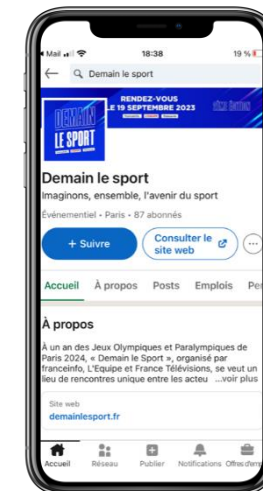 Mail
18:38
19 %
Demain le sport
RENDEZ-VOUS
LE 19 SEPTEMBRE 2023
DEMAIN
LE SPORT
Demain le sport
Imaginons, ensemble, l'avenir du sport
Événementiel • Paris • 87 abonnés
+ Suivre
Consulter le
site web
Accueil À propos Posts Emplois Per
À propos
À un an des Jeux Olympiques et Paralympiques de
Paris 2024, « Demain le Sport », organisé par
franceinfo, L'Equipe et France Télévisions, se veut un
lieu de rencontres unique entre les acteu ...voir plus
Site web
demainlesport.fr
Accueil Réseau Publier Notifications Offres d'em